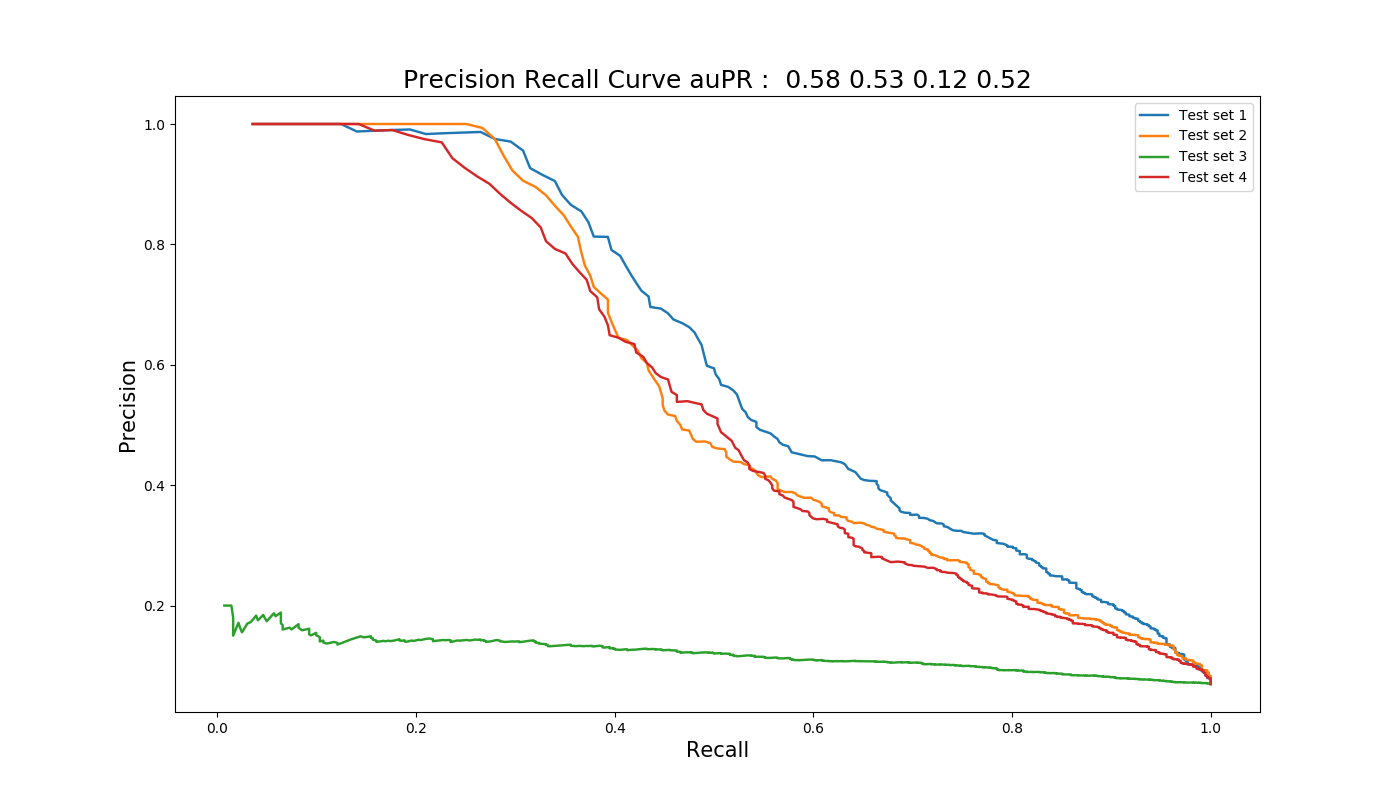 Precision Recall Curve auPR :  0.58 0.53 0.12 0.52
Test set 1
Test set 2
Test set 3
Test set 4
Precision
1.0
0.8
0.6
0.4
0.2
0.0 0.2 0.4 0.6 0.8 1.0
Recall